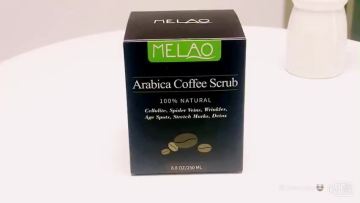 MELAO
Arabica Coffee Scrub
100% NATURAL
Cellulite, Spider Veins, Wrinkles,
Age Spots, Stretch Marks, Detox
8.8 OZ/250 ML